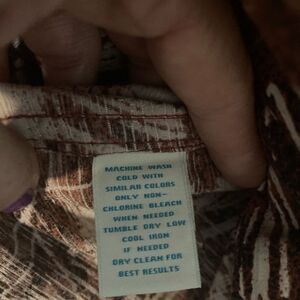 MACHINE WASH
COLD WITH
SIMILAR COLORS
ONLY NON-
CHLORINE BLEACH
WHEN NEEDED
TUMBLE DRY LOW
COOL IRON
IF NEEDED
DRY CLEAN FOR
BEST RESULTS